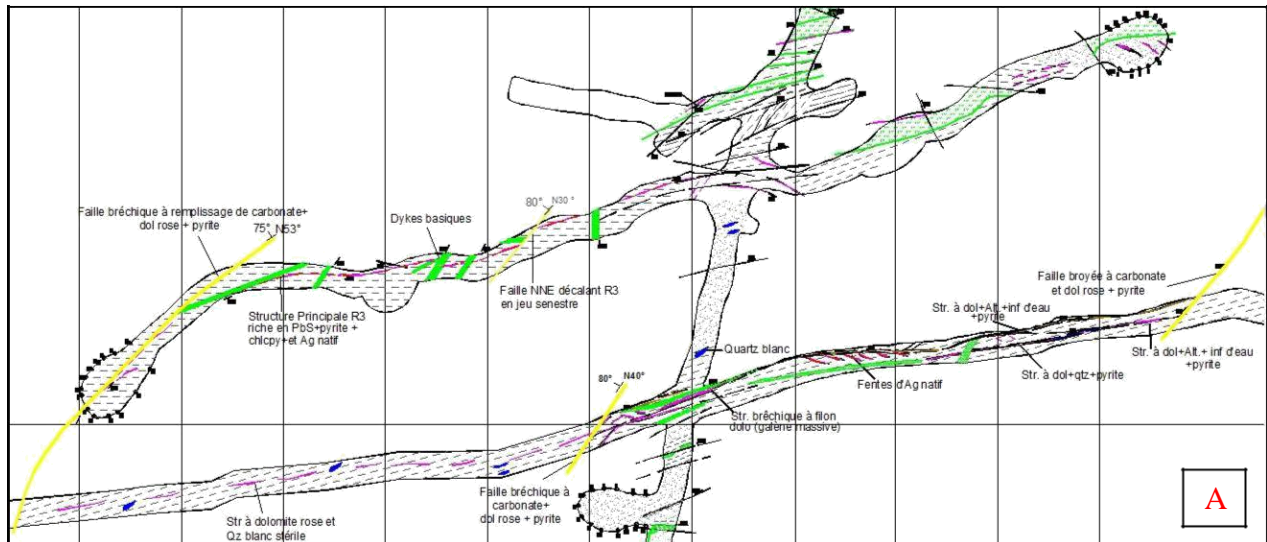 Faille bréchique à remplissage de carbonate+
dol rose + pyrite
75° N53°
Dykes basiques
80° N30 °
Faille NNE décalant R3
en jeu senestre
Structure Principale R3
riche en PbS+pyrite +
chlcpy+et Ag natif
Faille broyée à carbonate
et dol rose + pyrite
Str. à dol+Alt.+inf d'eau
+pyrite
Quartz blanc
80° N40°
Fentes d'Ag natif
Str. à dol+qtz+pyrite
Str. à dol+Alt.+ inf d'eau
+pyrite
Str. brêchique à filon
dolo (galène massive)
Faille bréchique à
carbonate+
dol rose + pyrite
Str à dolomite rose et
Qz blanc stérile
A